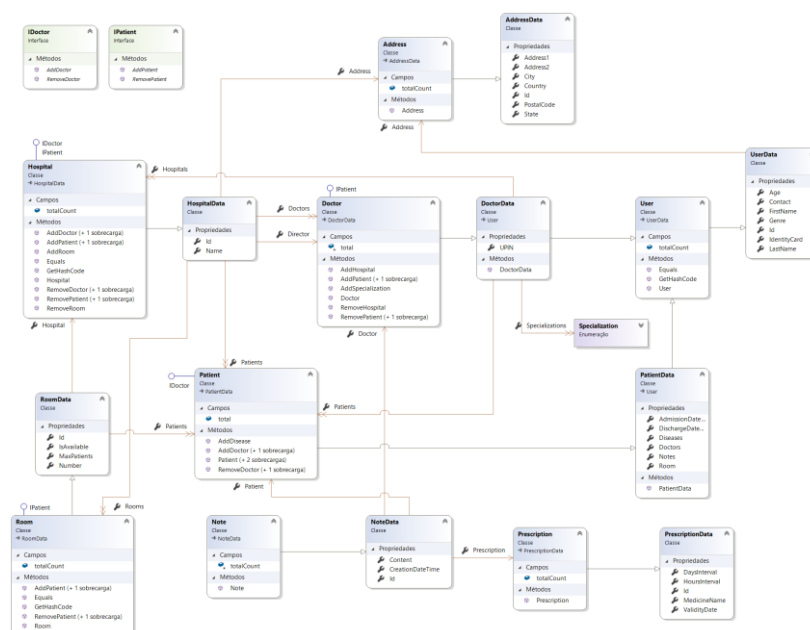 IDoctor
Interface
Métodos
AddDoctor
RemoveDoctor
IPatient
Interface
Métodos
AddPatient
RemovePatient
Address
Classe
AddressData
Campos
totalCount
Métodos
Address
AddressData
Classe
Propriedades
Address1
Address2
City
Country
Id
PostalCode
State
Address
Address
UserData
Classe
Propriedades
Age
Contact
FirstName
Genre
Id
IdentityCard
LastName
IDoctor
IPatient
Hospital
Classe
HospitalData
Campos
totalCount
Métodos
AddDoctor (+ 1 sobrecarga)
AddPatient (+ 1 sobrecarga)
AddRoom
Equals
GetHashCode
Hospital
RemoveDoctor (+ 1 sobrecarga)
RemovePatient (+ 1 sobrecarga)
RemoveRoom
Hospitals
HospitalData
Classe
Propriedades
Id
Name
Doctors
Director
IPatient
Doctor
Classe
DoctorData
Campos
total
Métodos
AddHospital
AddPatient (+ 1 sobrecarga)
AddSpecialization
Doctor
RemoveHospital
RemovePatient (+ 1 sobrecarga)
DoctorData
Classe
User
Propriedades
UPIN
Métodos
DoctorData
User
Classe
UserData
Campos
totalCount
Métodos
Equals
GetHashCode
User
Specializations
Specialization
Enumeração
Hospital
Doctor
Patients
IDoctor
Patient
Classe
PatientData
Campos
total
Métodos
AddDisease
AddDoctor (+ 1 sobrecarga)
Patient (+ 2 sobrecargas)
RemoveDoctor (+ 1 sobrecarga)
Patients
Patients
PatientData
Classe
User
Propriedades
AdmissionDate...
DischargeDate...
Diseases
Doctors
Notes
Room
Métodos
PatientData
RoomData
Classe
Propriedades
Id
IsAvailable
MaxPatients
Number
Patient
IPatient
Rooms
Room
Classe
RoomData
Campos
totalCount
Métodos
AddPatient (+ 1 sobrecarga)
Equals
GetHashCode
RemovePatient (+ 1 sobrecarga)
Room
Note
Classe
NoteData
Campos
totalCount
Métodos
Note
NoteData
Classe
Propriedades
Content
CreationDateTime
Id
Prescription
Prescription
Classe
PrescriptionData
Campos
totalCount
Métodos
Prescription
PrescriptionData
Classe
Propriedades
DaysInterval
HoursInterval
Id
MedicineName
ValidityDate